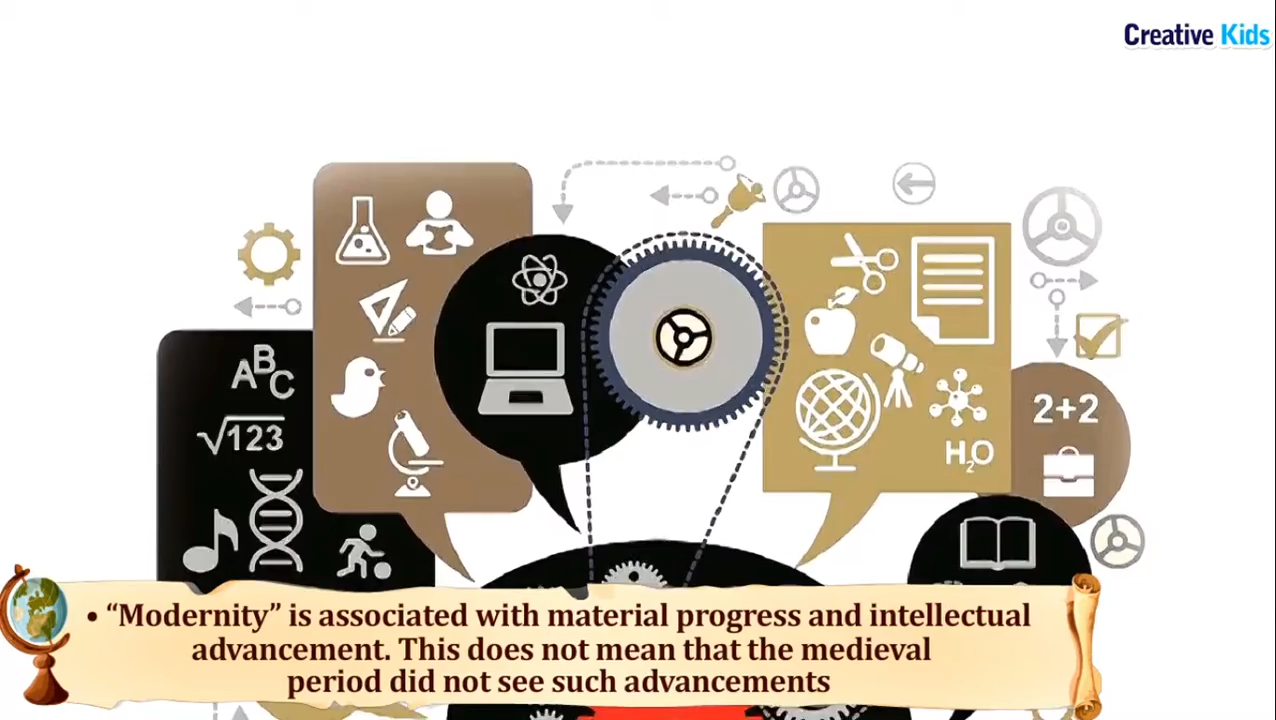 Creative Kids
ABC
√123
2+2
H₂O
• “Modernity” is associated with material progress and intellectual
advancement. This does not mean that the medieval
period did not see such advancements